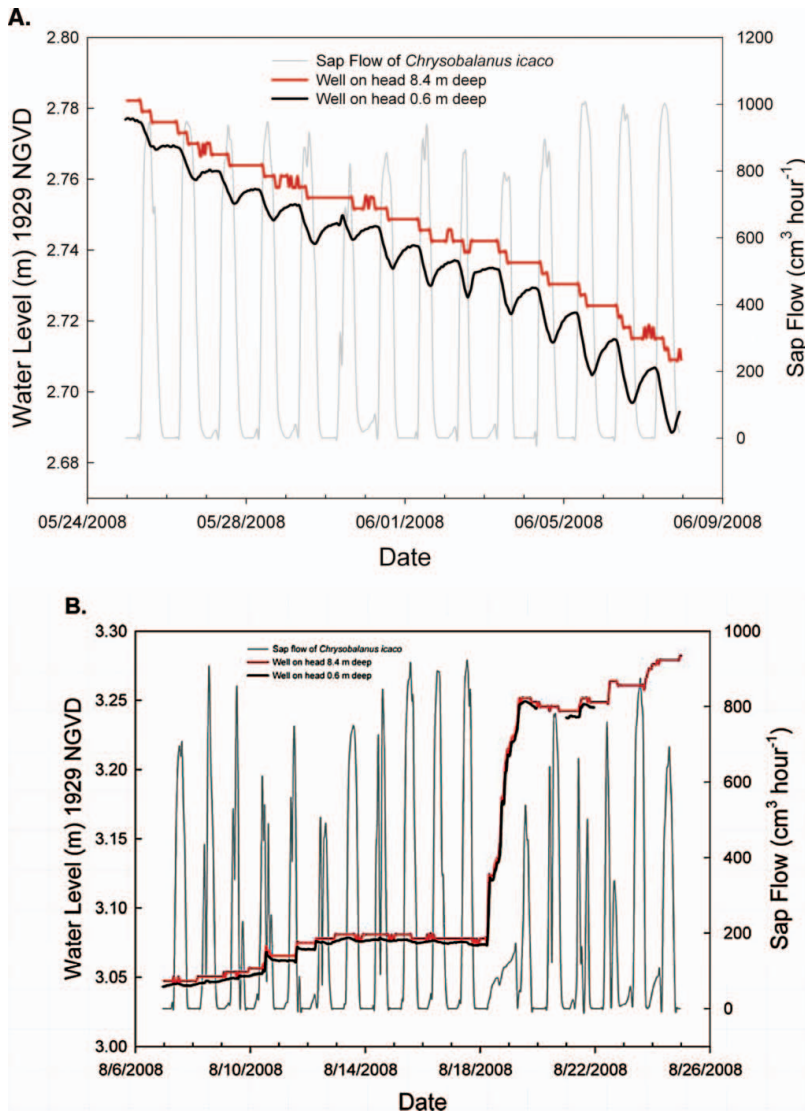 A.
2.80
2.78
2.76
2.74
2.72
2.70
2.68
Water Level (m) 1929 NGVD
Sap Flow of Chrysobalanus icaco
Well on head 8.4 m deep
Well on head 0.6 m deep
1200
1000
800
600
400
200
0
Sap Flow (cm³ hour⁻¹)
05/24/2008 05/28/2008 06/01/2008 06/05/2008 06/09/2008
Date
B.
3.30
3.25
3.20
3.15
3.10
3.05
3.00
Water Level (m) 1929 NGVD
Sap flow of Chrysobalanus icaco
Well on head 8.4 m deep
Well on head 0.6 m deep
1000
800
600
400
200
0
Sap Flow (cm³ hour⁻¹)
8/6/2008 8/10/2008 8/14/2008 8/18/2008 8/22/2008 8/26/2008
Date